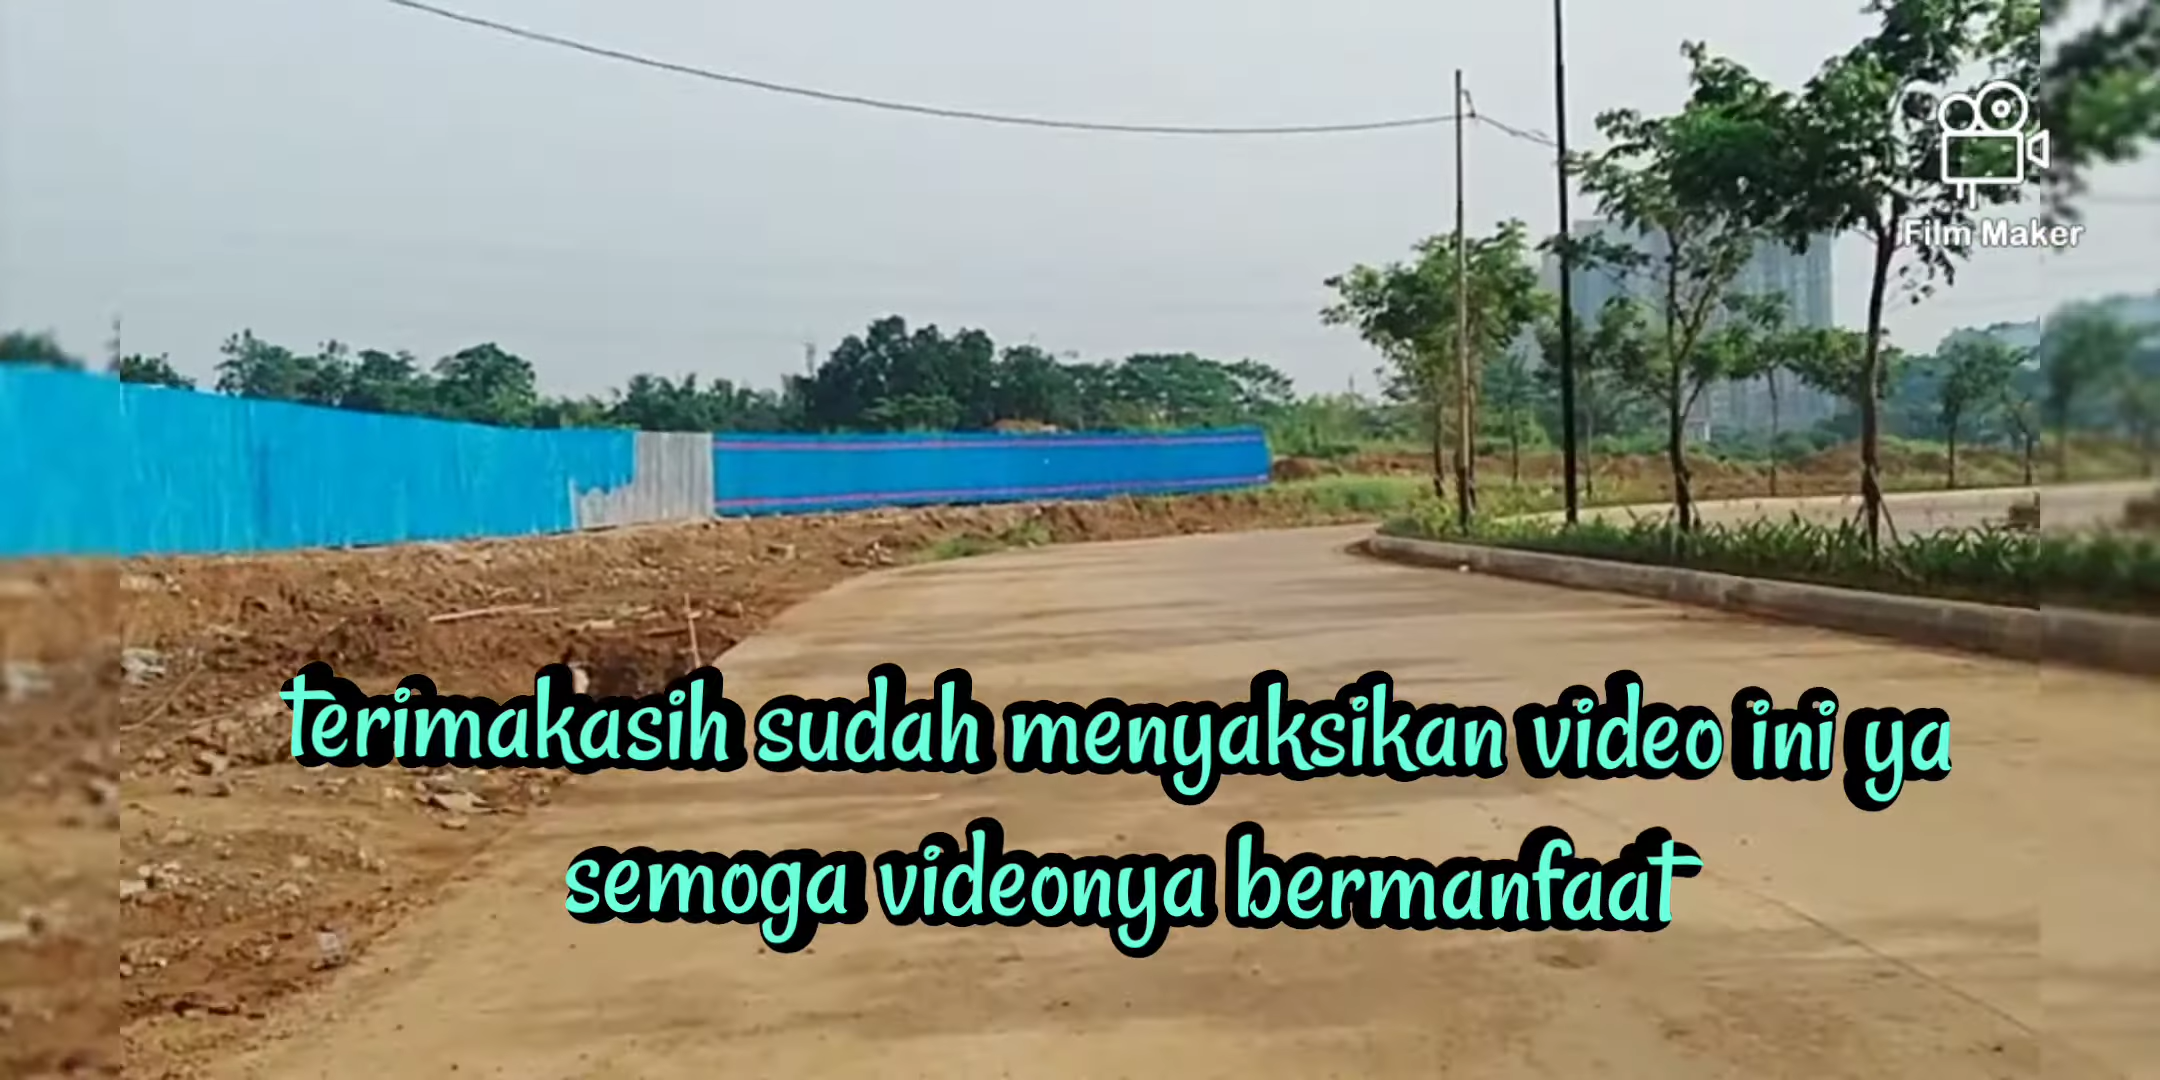 Film Maker
terimakasih sudah menyaksikan video ini ya
semoga videonya bermanfaat